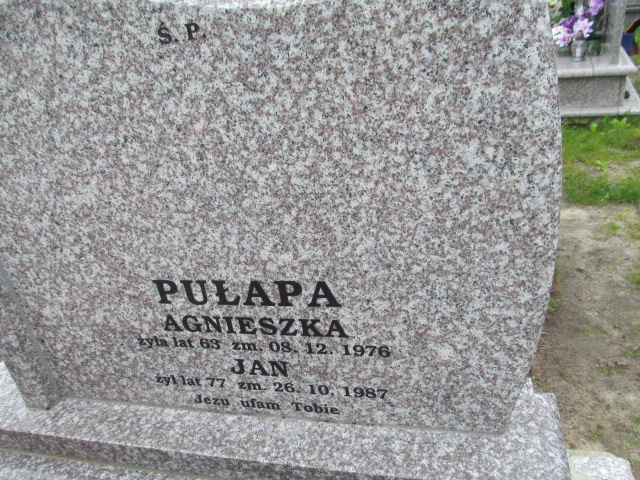 Ś. P.
PUŁAPA
AGNIESZKA
żyła lat 63 zm. 08. 12. 1976
JAN
żył lat 77 zm. 26. 10. 1987
Jezu ufam Tobie